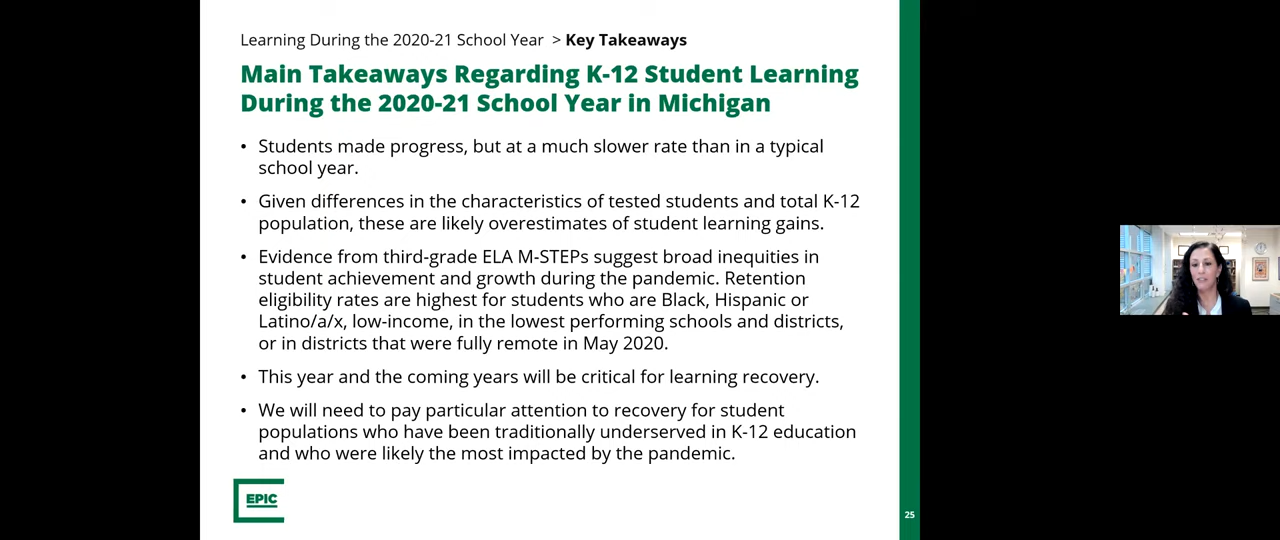 Learning During the 2020-21 School Year > Key Takeaways
Main Takeaways Regarding K-12 Student Learning
During the 2020-21 School Year in Michigan
• Students made progress, but at a much slower rate than in a typical
school year.
• Given differences in the characteristics of tested students and total K-12
population, these are likely overestimates of student learning gains.
• Evidence from third-grade ELA M-STEPs suggest broad inequities in
student achievement and growth during the pandemic. Retention
eligibility rates are highest for students who are Black, Hispanic or
Latino/a/x, low-income, in the lowest performing schools and districts,
or in districts that were fully remote in May 2020.
• This year and the coming years will be critical for learning recovery.
• We will need to pay particular attention to recovery for student
populations who have been traditionally underserved in K-12 education
and who were likely the most impacted by the pandemic.
EPIC
25